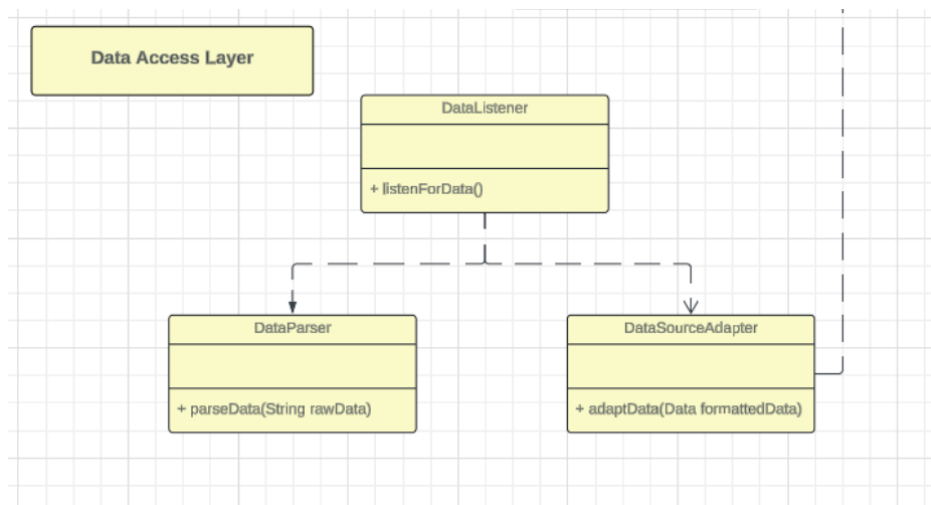 Data Access Layer
DataListener
+ listenForData()
DataParser
+ parseData(String rawData)
DataSourceAdapter
+ adaptData(Data formattedData)